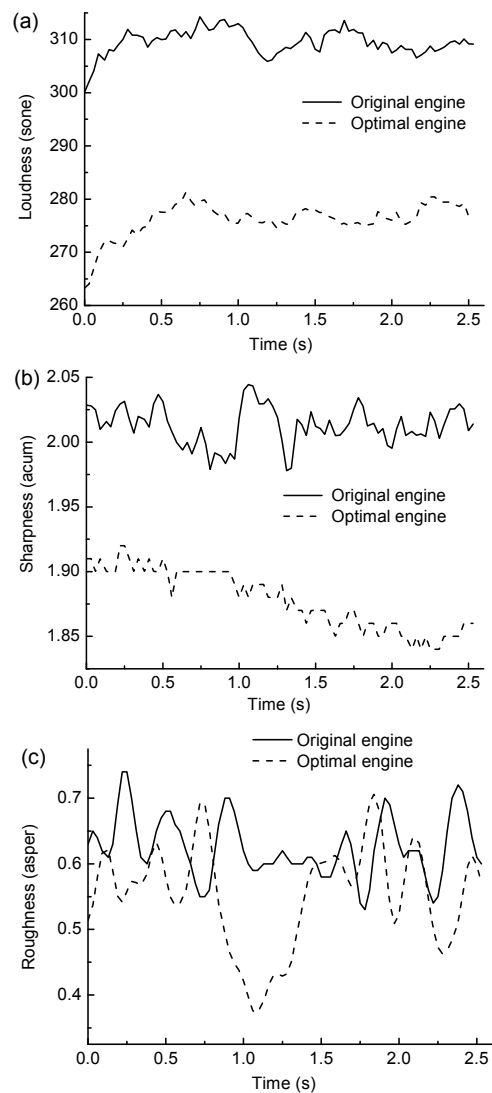 (a)
310
300
290
280
270
260
Loudness (sone)
Original engine
Optimal engine
0.0 0.5 1.0 1.5 2.0 2.5
Time (s)
(b)
2.05
2.00
1.95
1.90
1.85
Sharpness (acum)
Original engine
Optimal engine
0.0 0.5 1.0 1.5 2.0 2.5
Time (s)
(c)
Original engine
Optimal engine
0.7
0.6
0.5
0.4
Roughness (asper)
0.0 0.5 1.0 1.5 2.0 2.5
Time (s)